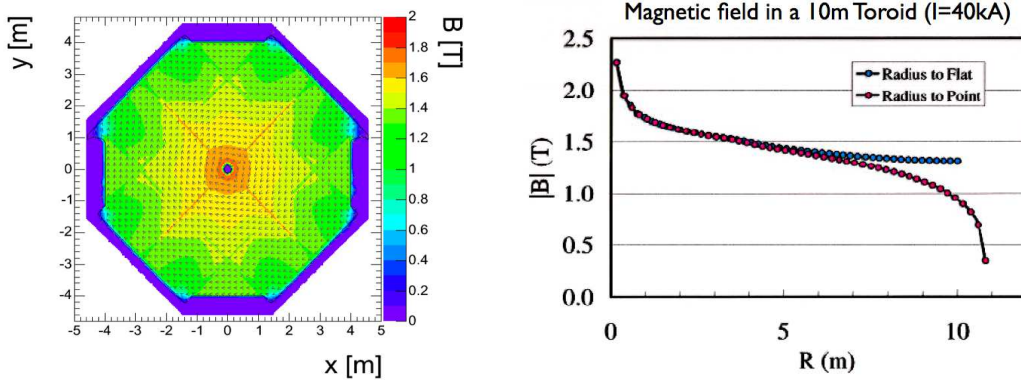 y [m]
4
3
2
1
0
-1
-2
-3
-4
-5 -4 -3 -2 -1 0 1 2 3 4 5
x [m]
B [T]
2
1.8
1.6
1.4
1.2
1
0.8
0.6
0.4
0.2
0
Magnetic field in a 10m Toroid (I=40kA)
|B| (T)
2.5
2.0
1.5
1.0
0.5
0.0
Radius to Flat
Radius to Point
0 5 10
R (m)